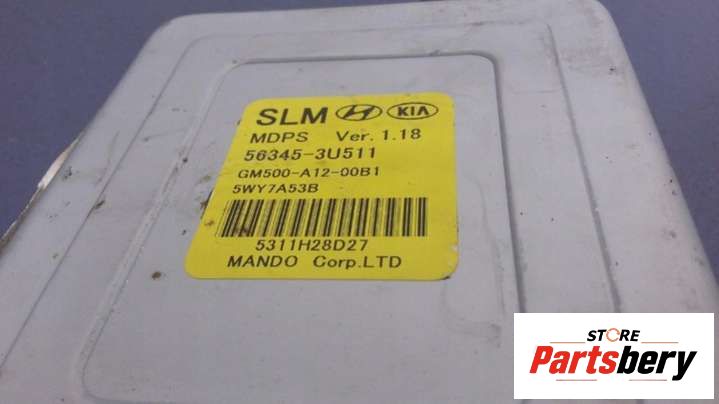 SLM KIA
MDPS Ver. 1.18
56345-3U511
GM500-A12-00B1
5WY7A53B
5311H28D27
MANDO Corp.LTD
STORE
Partsbery